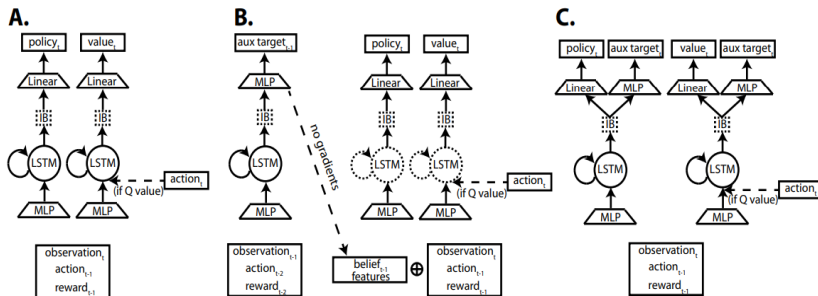 A.
policy_t
value_t
Linear
Linear
IB
IB
LSTM
LSTM
(if Q value)
action_t
MLP
MLP
observation_t
action_t-1
reward_t-1
B.
aux target_t-1
policy_t
value_t
MLP
Linear
Linear
IB
IB
IB
no gradients
LSTM
LSTM
LSTM
(if Q value)
action_t
MLP
MLP
MLP
observation_t-1
action_t-2
reward_t-2
belief_t-1
features
⊕
observation_t
action_t-1
reward_t-1
C.
policy_t
aux target_t
value_t
aux target_t
Linear
MLP
Linear
MLP
IB
IB
LSTM
LSTM
(if Q value)
action_t
MLP
MLP
observation_t
action_t-1
reward_t-1